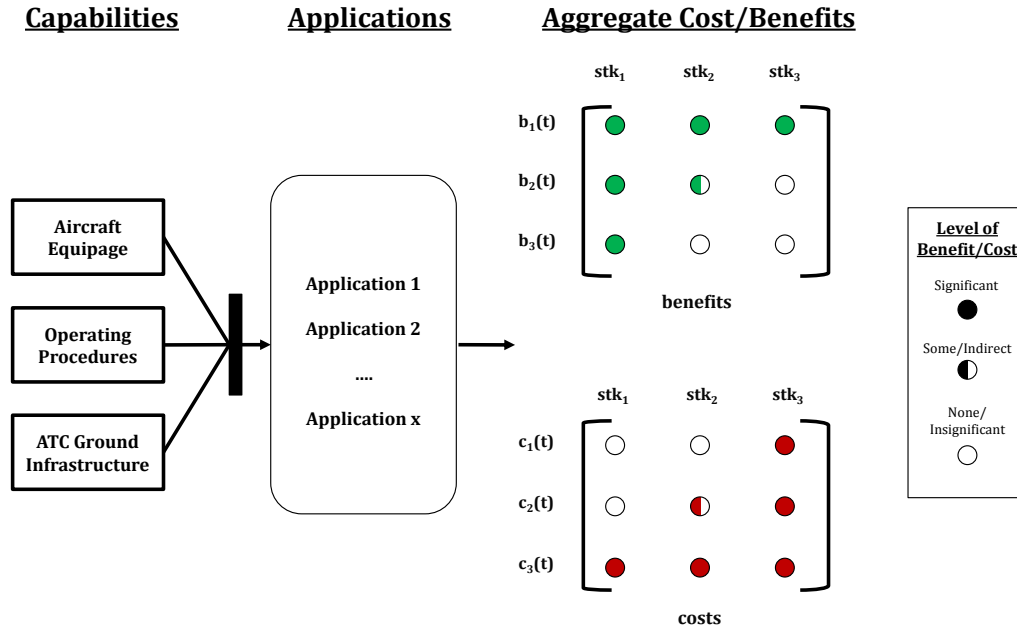 Capabilities
Applications
Aggregate Cost/Benefits
Aircraft
Equipage
Operating
Procedures
ATC Ground
Infrastructure
Application 1
Application 2
....
Application x
stk₁ stk₂ stk₃
b₁(t)
b₂(t)
b₃(t)
benefits
stk₁ stk₂ stk₃
c₁(t)
c₂(t)
c₃(t)
costs
Level of
Benefit/Cost
Significant
Some/Indirect
None/
Insignificant